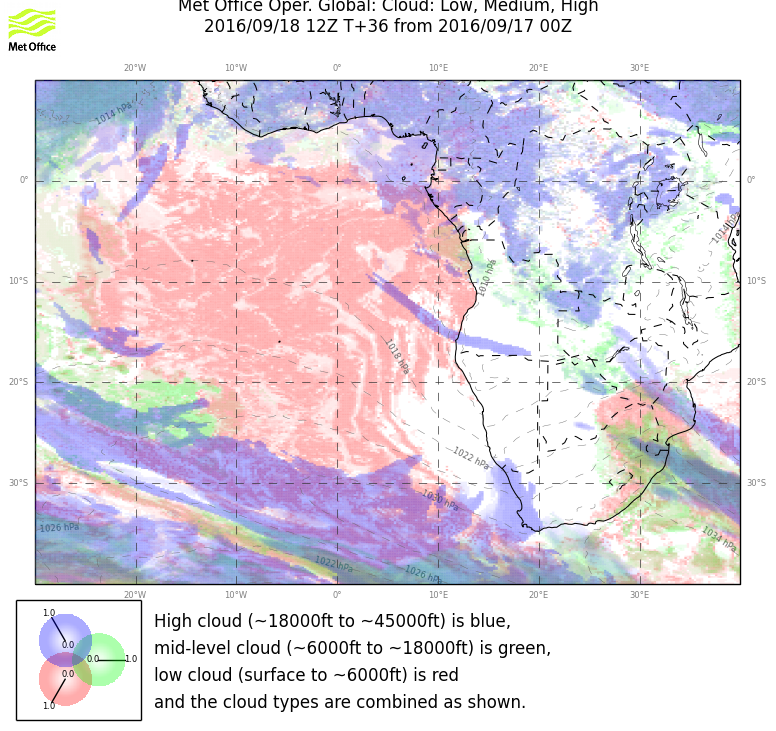 Met Office Oper. Global: Cloud: Low, Medium, High
2016/09/18 12Z T+36 from 2016/09/17 00Z
Met Office
20°W 10°W 0° 10°E 20°E 30°E
1014 hPa
0° 0°
1014 hPa
1010 hPa
10°S 10°S
1018 hPa
20°S 20°S
1022 hPa
30°S 30°S
1030 hPa
1026 hPa
1034 hPa
1022 hPa
1026 hPa
20°W 10°W 0° 10°E 20°E 30°E
1.0
0.0
0.0 1.0
0.0
1.0
High cloud (~18000ft to ~45000ft) is blue,
mid-level cloud (~6000ft to ~18000ft) is green,
low cloud (surface to ~6000ft) is red
and the cloud types are combined as shown.